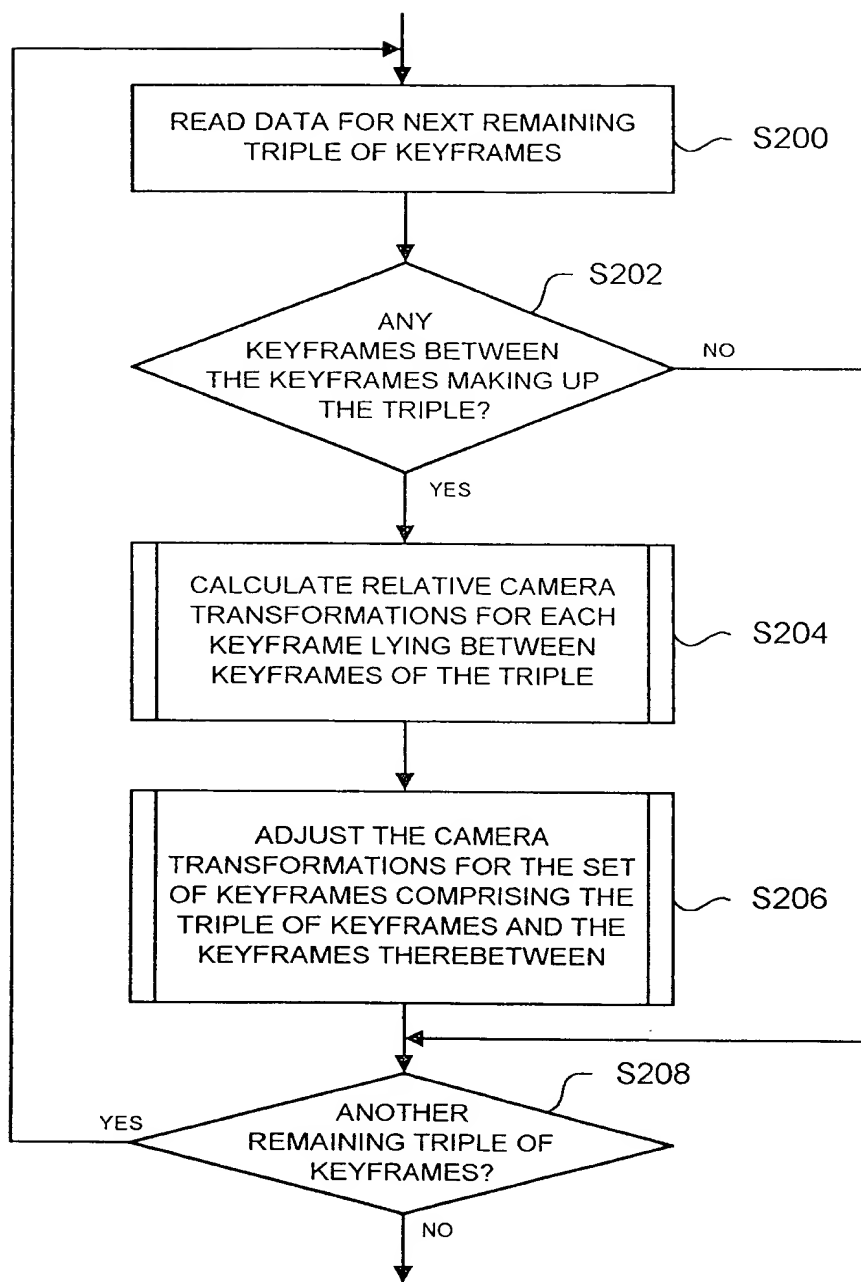 READ DATA FOR NEXT REMAINING
TRIPLE OF KEYFRAMES
S200
S202
ANY
KEYFRAMES BETWEEN
THE KEYFRAMES MAKING UP
THE TRIPLE?
NO
YES
CALCULATE RELATIVE CAMERA
TRANSFORMATIONS FOR EACH
KEYFRAME LYING BETWEEN
KEYFRAMES OF THE TRIPLE
S204
ADJUST THE CAMERA
TRANSFORMATIONS FOR THE SET
OF KEYFRAMES COMPRISING THE
TRIPLE OF KEYFRAMES AND THE
KEYFRAMES THEREBETWEEN
S206
S208
YES
ANOTHER
REMAINING TRIPLE OF
KEYFRAMES?
NO